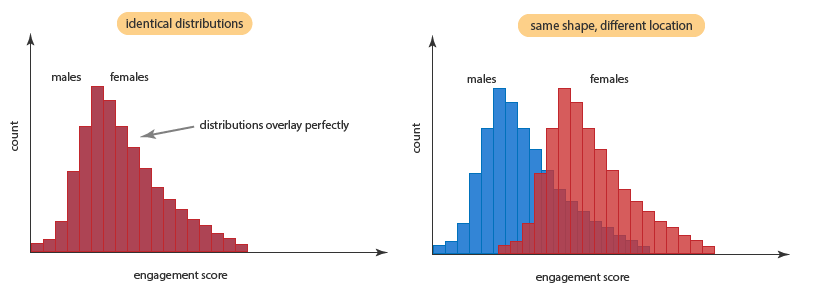 identical distributions
males
females
distributions overlay perfectly
count
engagement score
same shape, different location
males
females
count
engagement score